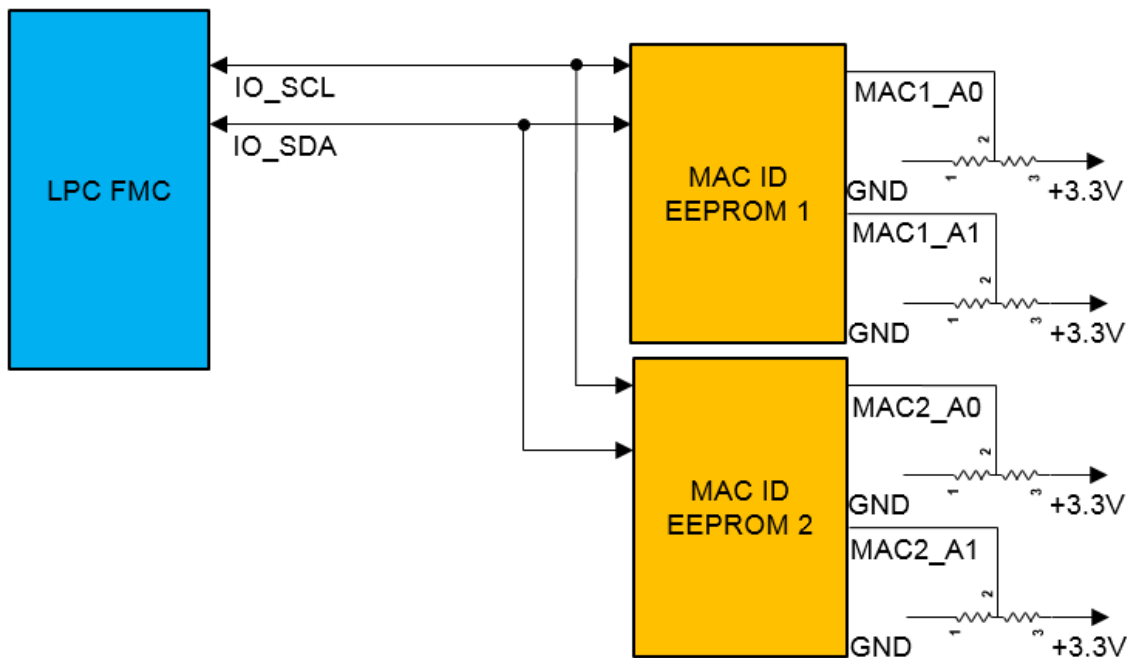 IO_SCL
IO_SDA
LPC FMC
MAC ID
EEPROM 1
MAC1_A0
2
1
3
GND
+3.3V
MAC1_A1
2
1
3
GND
+3.3V
MAC ID
EEPROM 2
MAC2_A0
2
1
3
GND
+3.3V
MAC2_A1
2
1
3
GND
+3.3V